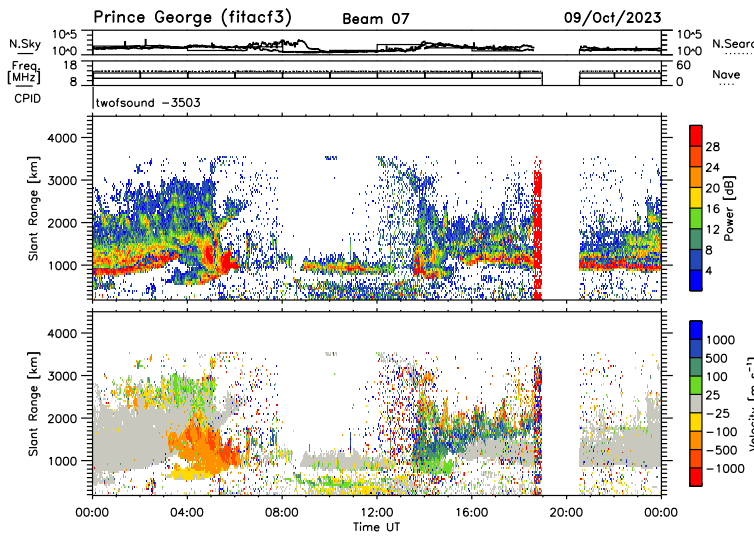 Prince George (fitacf3) Beam 07 09/Oct/2023
N.Sky 10^5 10^0 10^5 10^0 N.Searc
Freq. [MHz] 18 8 60 0 Nave
CPID twofsound -3503
Slant Range [km] 4000 3000 2000 1000
Power [dB] 28 24 20 16 12 8 4
Slant Range [km] 4000 3000 2000 1000
1000 500 100 25 -25 -100 -500 -1000
00:00 04:00 08:00 12:00 16:00 20:00 00:00
Time UT